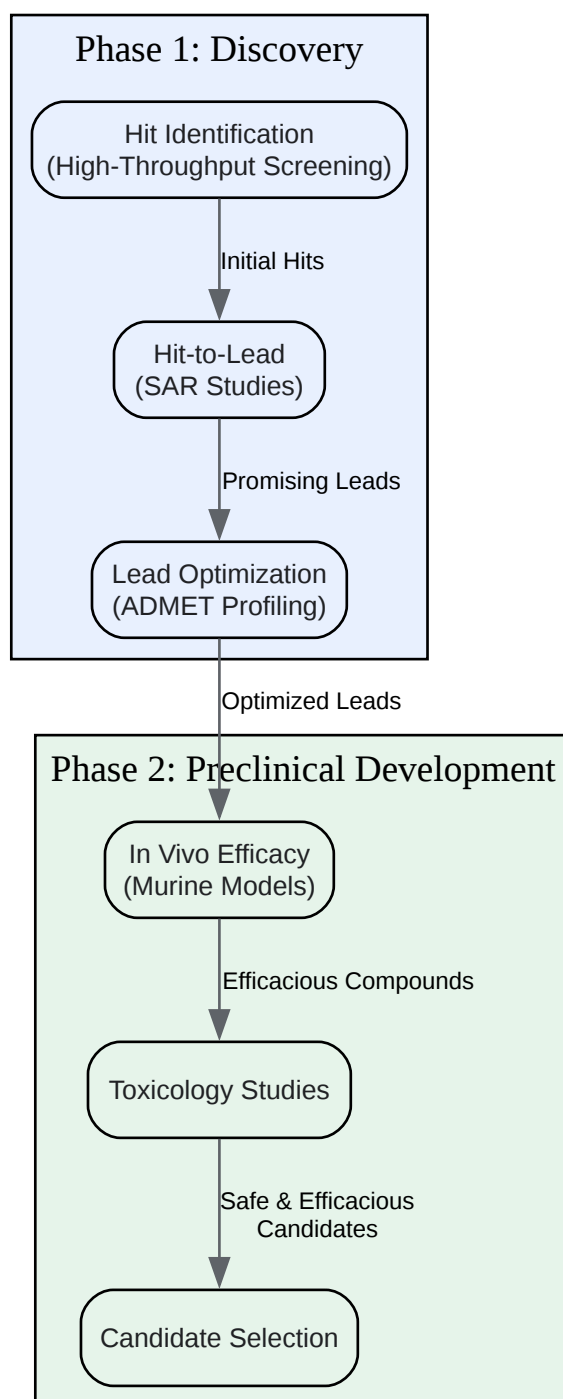 Phase 1: Discovery
Hit Identification
(High-Throughput Screening)
Initial Hits
Hit-to-Lead
(SAR Studies)
Promising Leads
Lead Optimization
(ADMET Profiling)
Optimized Leads
Phase 2: Preclinical Development
In Vivo Efficacy
(Murine Models)
Efficacious Compounds
Toxicology Studies
Safe & Efficacious
Candidates
Candidate Selection